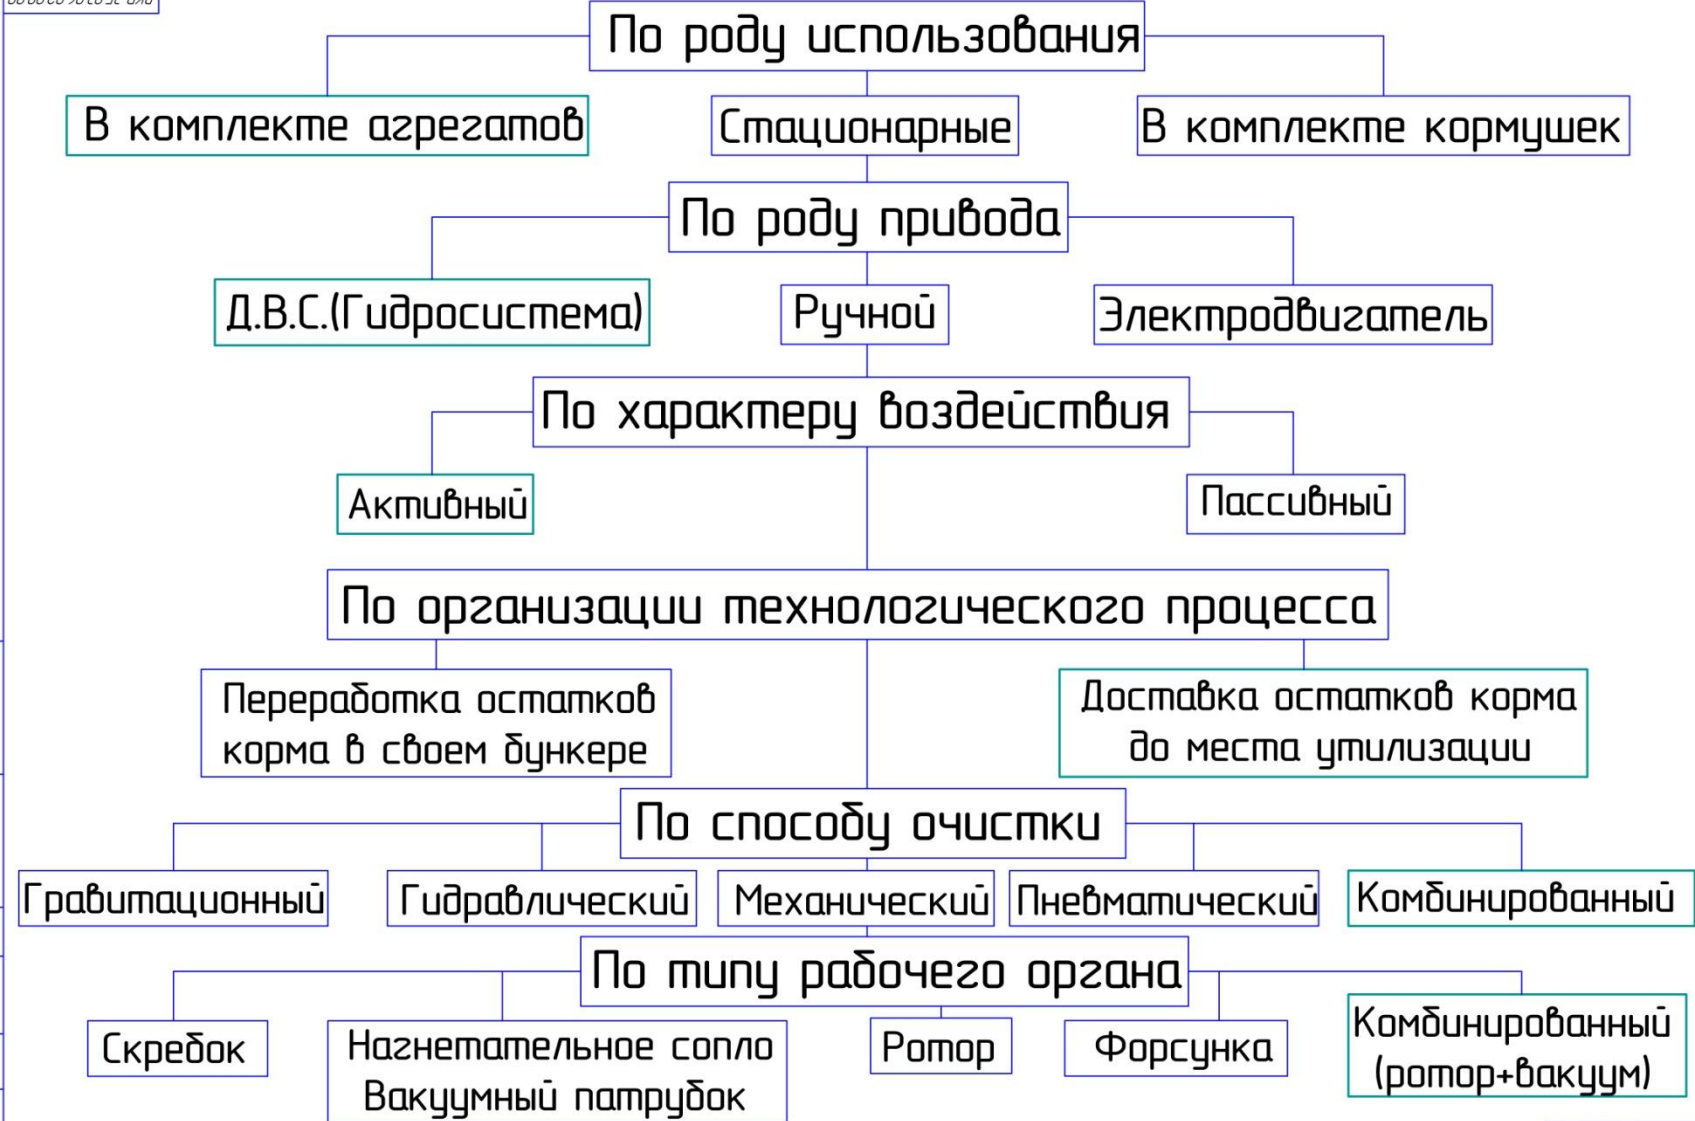 По роду использования
В комплекте агрегатов
Стационарные
В комплекте кормушек
По роду привода
Д.В.С.(Гидросистема)
Ручной
Электродвигатель
По характеру воздействия
Активный
Пассивный
По организации технологического процесса
Переработка остатков
корма в своем бункере
Доставка остатков корма
до места утилизации
По способу очистки
Гравитационный
Гидравлический
Механический
Пневматический
Комбинированный
По типу рабочего органа
Скребок
Нагнетательное сопло
Вакуумный патрубок
Ротор
Форсунка
Комбинированный
(ротор+вакуум)